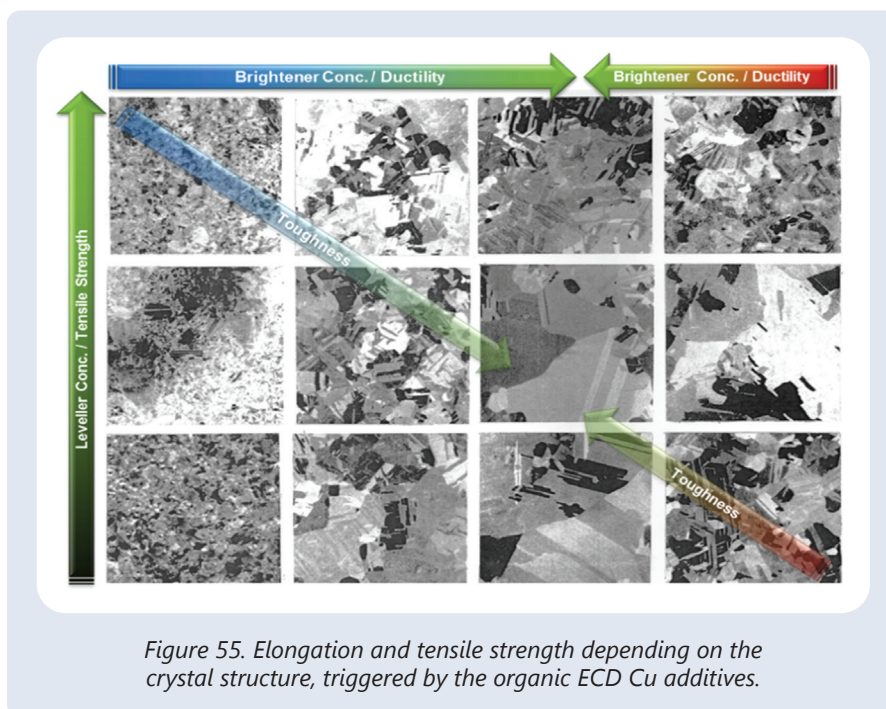 Brightener Conc. / Ductility
Brightener Conc. / Ductility
Leveller Conc. / Tensile Strength
Toughness
Toughness
Figure 55. Elongation and tensile strength depending on the
crystal structure, triggered by the organic ECD Cu additives.